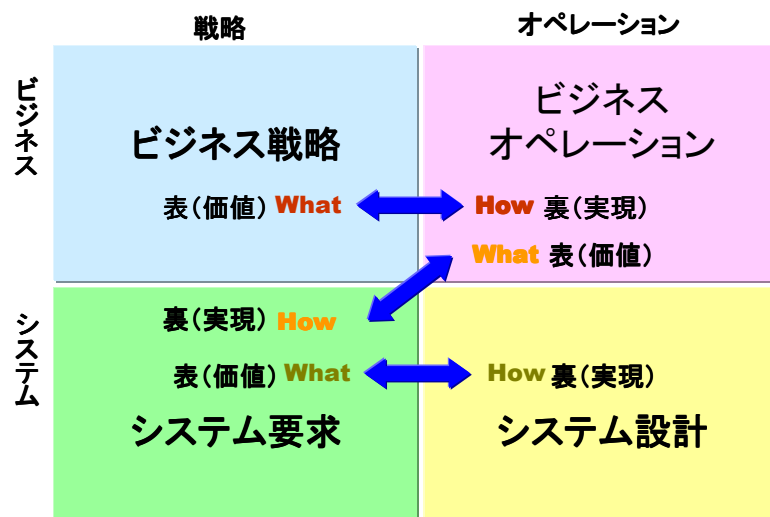 戦略
オペレーション
ビジネス
ビジネス戦略
ビジネス
オペレーション
表(価値) What
How 裏(実現)
What 表(価値)
システム
裏(実現) How
表(価値) What
How 裏(実現)
システム要求
システム設計